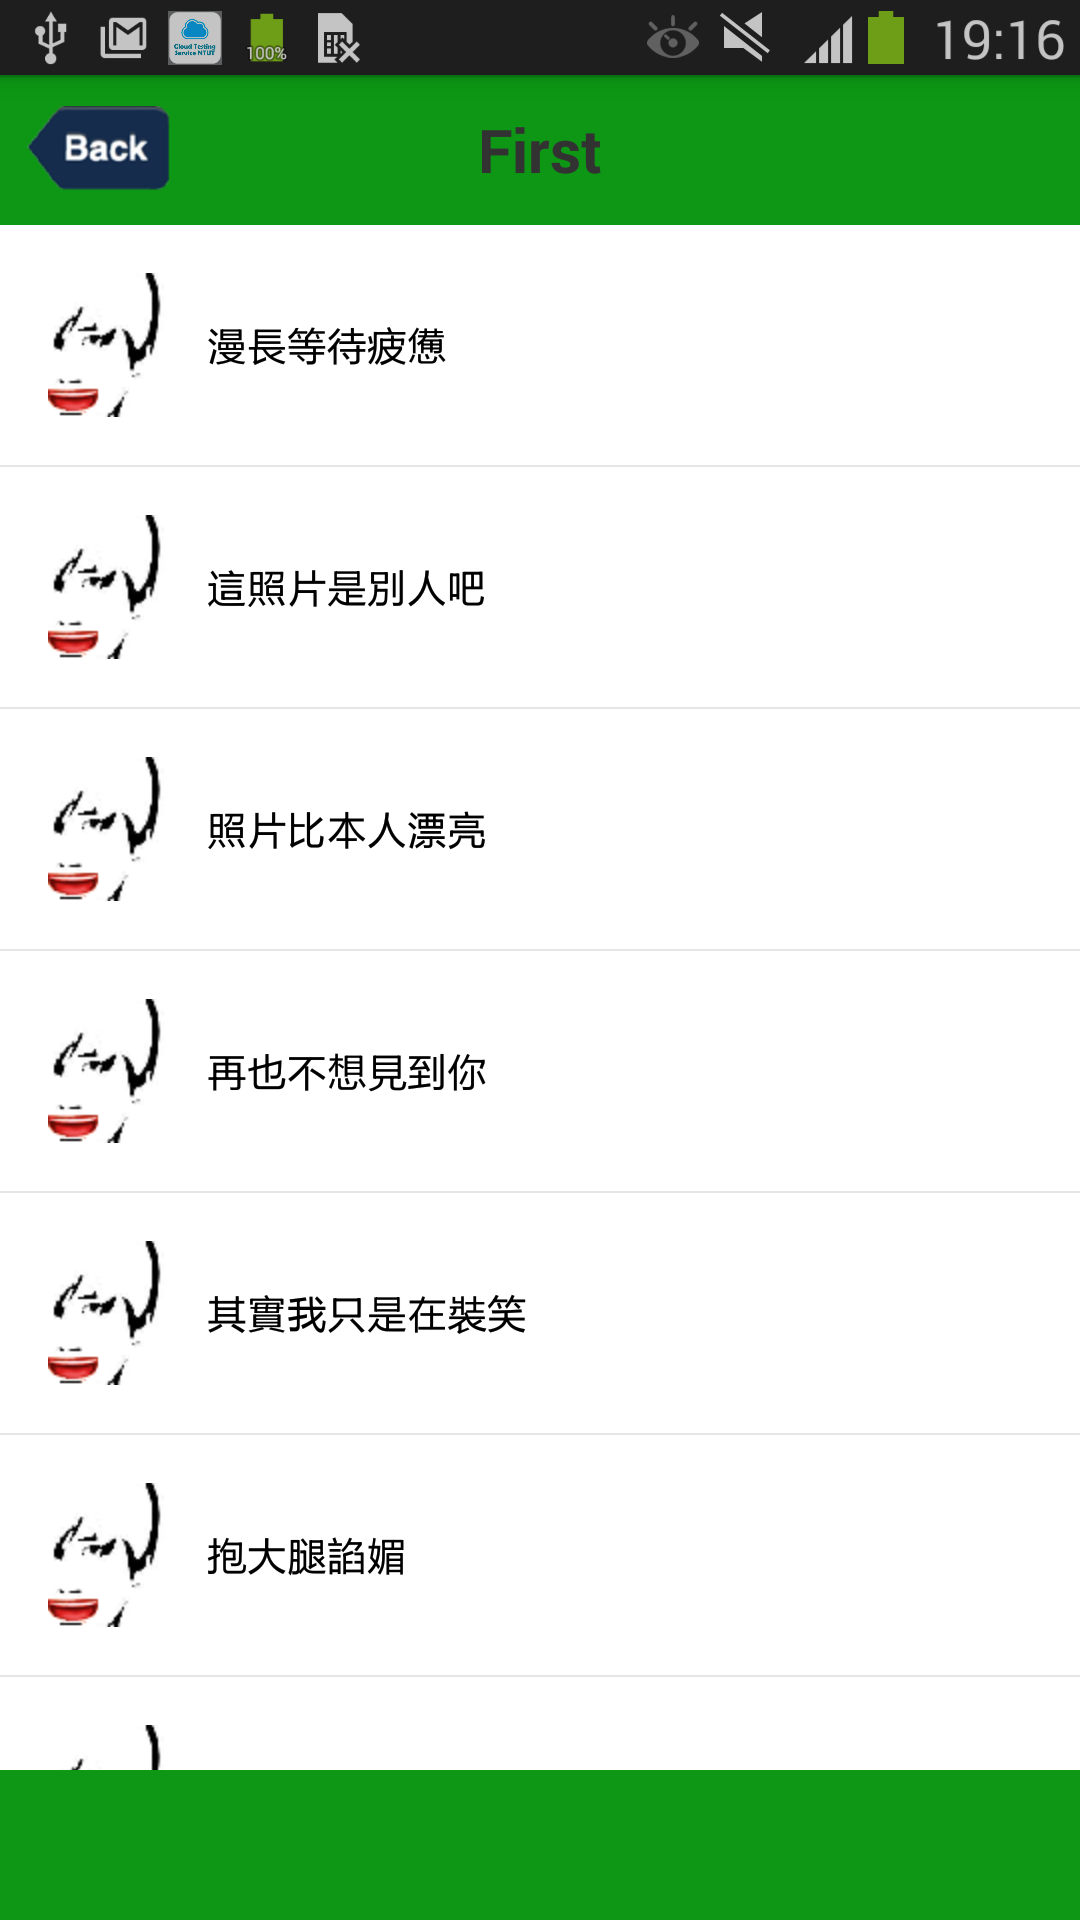 Cloud Testing
Service NTUT
100%
19:16
Back
First
漫長等待疲憊
這照片是別人吧
照片比本人漂亮
再也不想見到你
其實我只是在裝笑
抱大腿諂媚